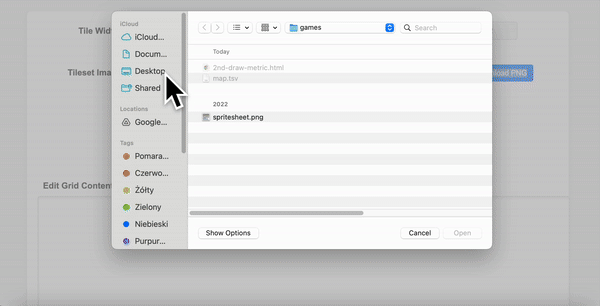 Tile Wid
Tileset Ima
Edit Grid Conten
oad PNG
iCloud
iCloud…
Docum…
Desktop
Shared
Locations
Google…
Tags
Pomara…
Czerwo…
Żółty
Zielony
Niebieski
Purpur…
games
Search
Today
2nd-draw-metric.html
map.tsv
2022
spritesheet.png
Show Options
Cancel
Open